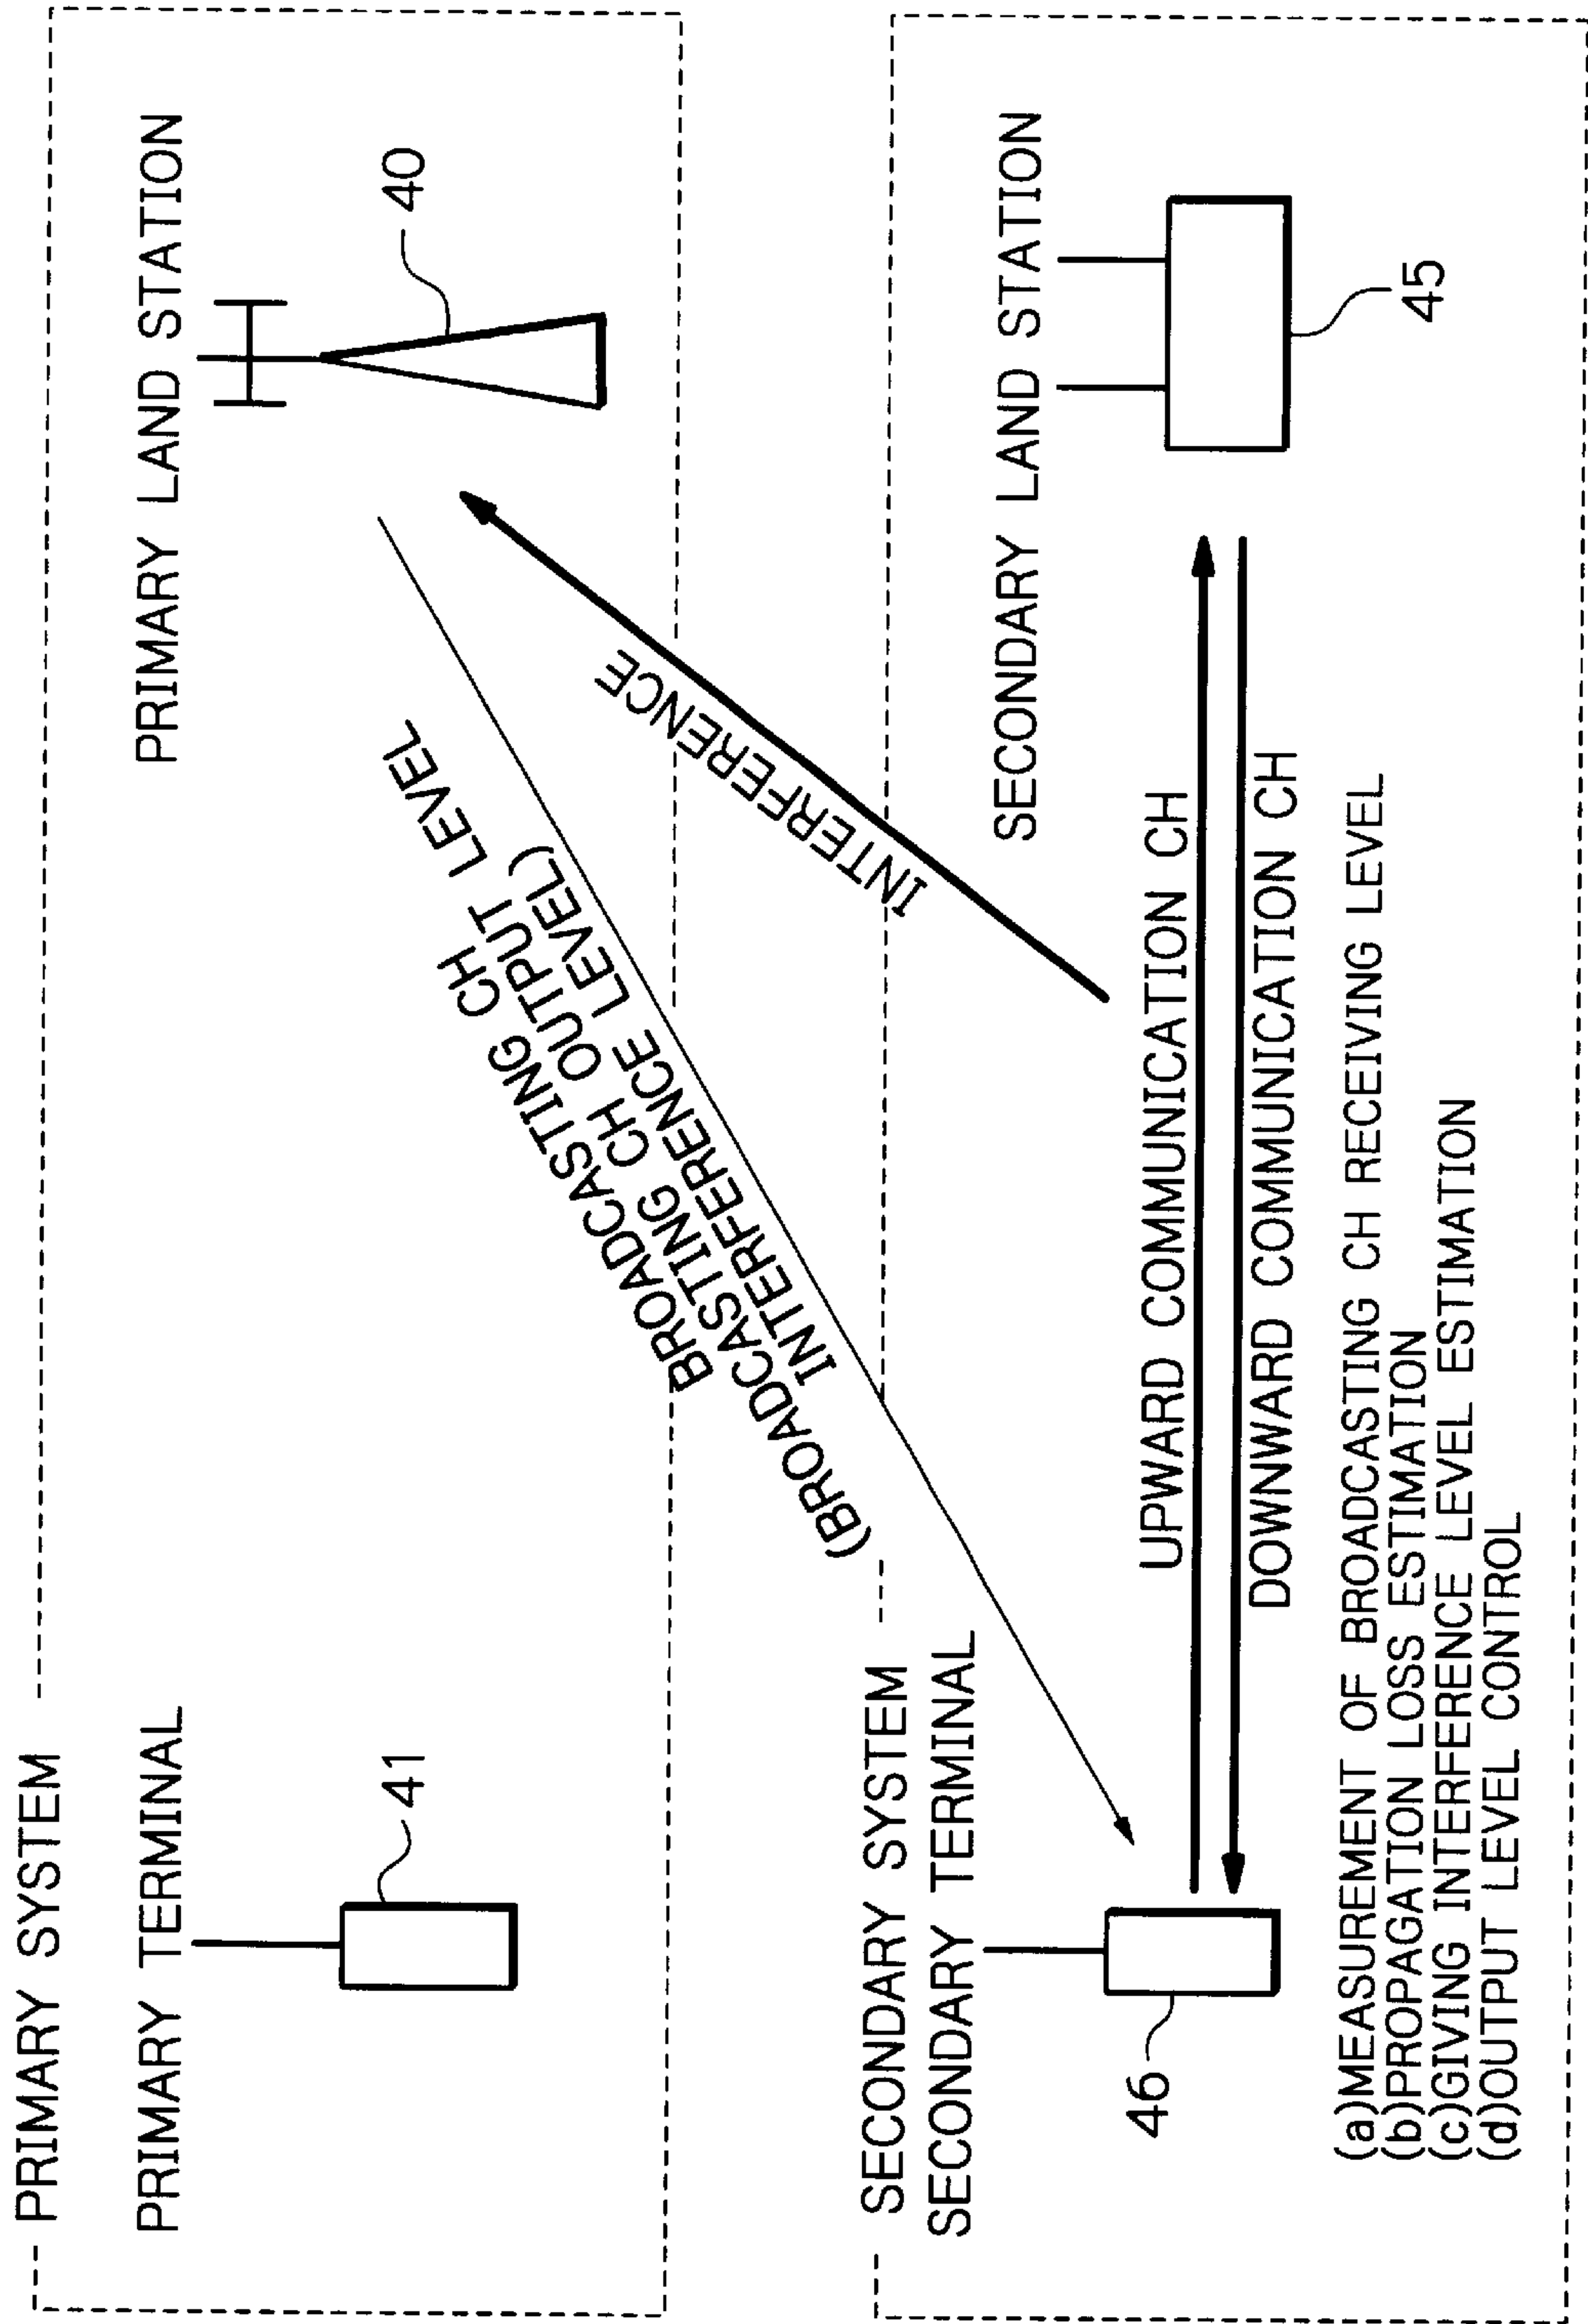 PRIMARY SYSTEM
PRIMARY TERMINAL
PRIMARY LAND STATION
41
40
BROADCASTING CH LEVEL
(BROADCASTING CH OUTPUT LEVEL)
INTERFERENCE LEVEL)
INTERFERENCE
SECONDARY SYSTEM
SECONDARY TERMINAL
SECONDARY LAND STATION
46
45
UPWARD COMMUNICATION CH
DOWNWARD COMMUNICATION CH
(a)MEASUREMENT OF BROADCASTING CH RECEIVING LEVEL
(b)PROPAGATION LOSS ESTIMATION
(c)GIVING INTERFERENCE LEVEL ESTIMATION
(d)OUTPUT LEVEL CONTROL